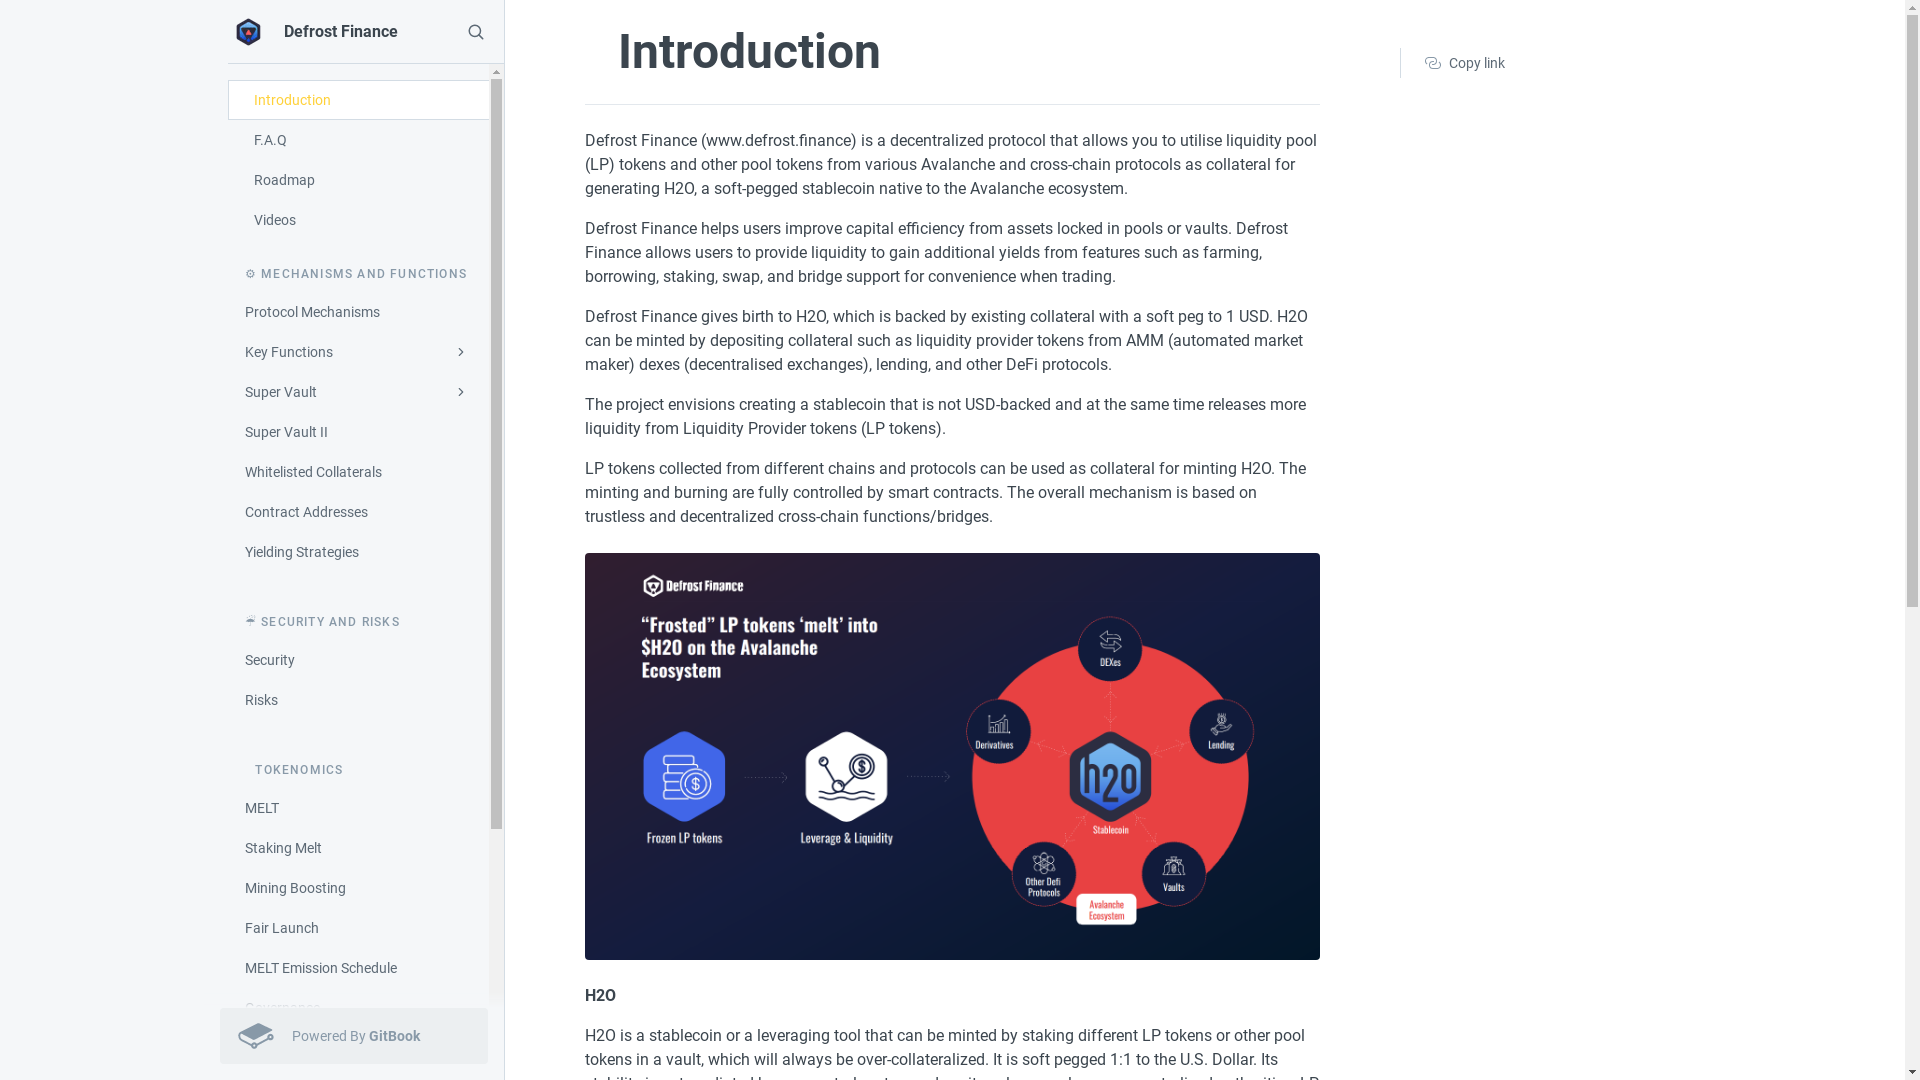 Defrost Finance
Introduction
F.A.Q
Roadmap
Videos
⚙ MECHANISMS AND FUNCTIONS
Protocol Mechanisms
Key Functions
Super Vault
Super Vault II
Whitelisted Collaterals
Contract Addresses
Yielding Strategies
☔ SECURITY AND RISKS
Security
Risks
TOKENOMICS
MELT
Staking Melt
Mining Boosting
Fair Launch
MELT Emission Schedule
Powered By GitBook
Introduction
Copy link
Defrost Finance (www.defrost.finance) is a decentralized protocol that allows you to utilise liquidity pool
(LP) tokens and other pool tokens from various Avalanche and cross-chain protocols as collateral for
generating H2O, a soft-pegged stablecoin native to the Avalanche ecosystem.
Defrost Finance helps users improve capital efficiency from assets locked in pools or vaults. Defrost
Finance allows users to provide liquidity to gain additional yields from features such as farming,
borrowing, staking, swap, and bridge support for convenience when trading.
Defrost Finance gives birth to H2O, which is backed by existing collateral with a soft peg to 1 USD. H2O
can be minted by depositing collateral such as liquidity provider tokens from AMM (automated market
maker) dexes (decentralised exchanges), lending, and other DeFi protocols.
The project envisions creating a stablecoin that is not USD-backed and at the same time releases more
liquidity from Liquidity Provider tokens (LP tokens).
LP tokens collected from different chains and protocols can be used as collateral for minting H2O. The
minting and burning are fully controlled by smart contracts. The overall mechanism is based on
trustless and decentralized cross-chain functions/bridges.
Defrost Finance
“Frosted” LP tokens ‘melt’ into
$H2O on the Avalanche
Ecosystem
Frozen LP tokens
Leverage & Liquidity
DEXes
Derivatives
Lending
h2o
Stablecoin
Other Defi
Protocols
Vaults
Avalanche
Ecosystem
H2O
H2O is a stablecoin or a leveraging tool that can be minted by staking different LP tokens or other pool
tokens in a vault, which will always be over-collateralized. It is soft pegged 1:1 to the U.S. Dollar. Its